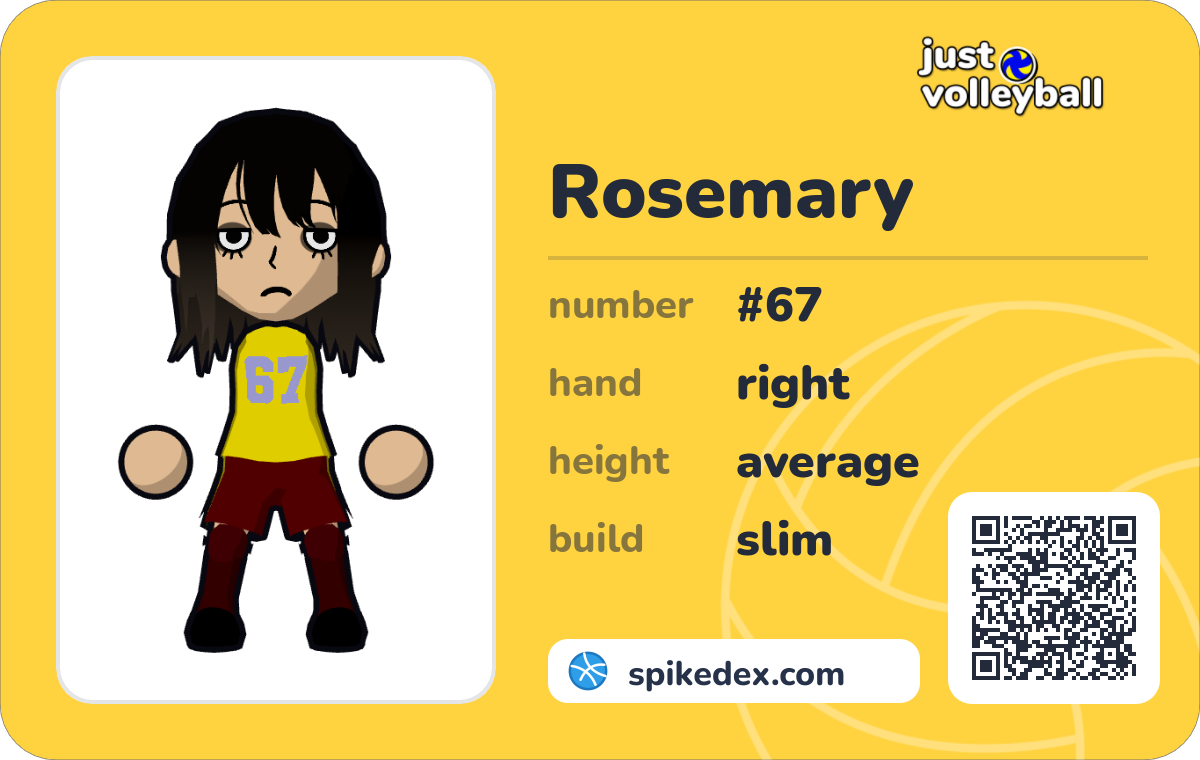 just
volleyball
Rosemary
number #67
hand right
height average
build slim
67
spikedex.com